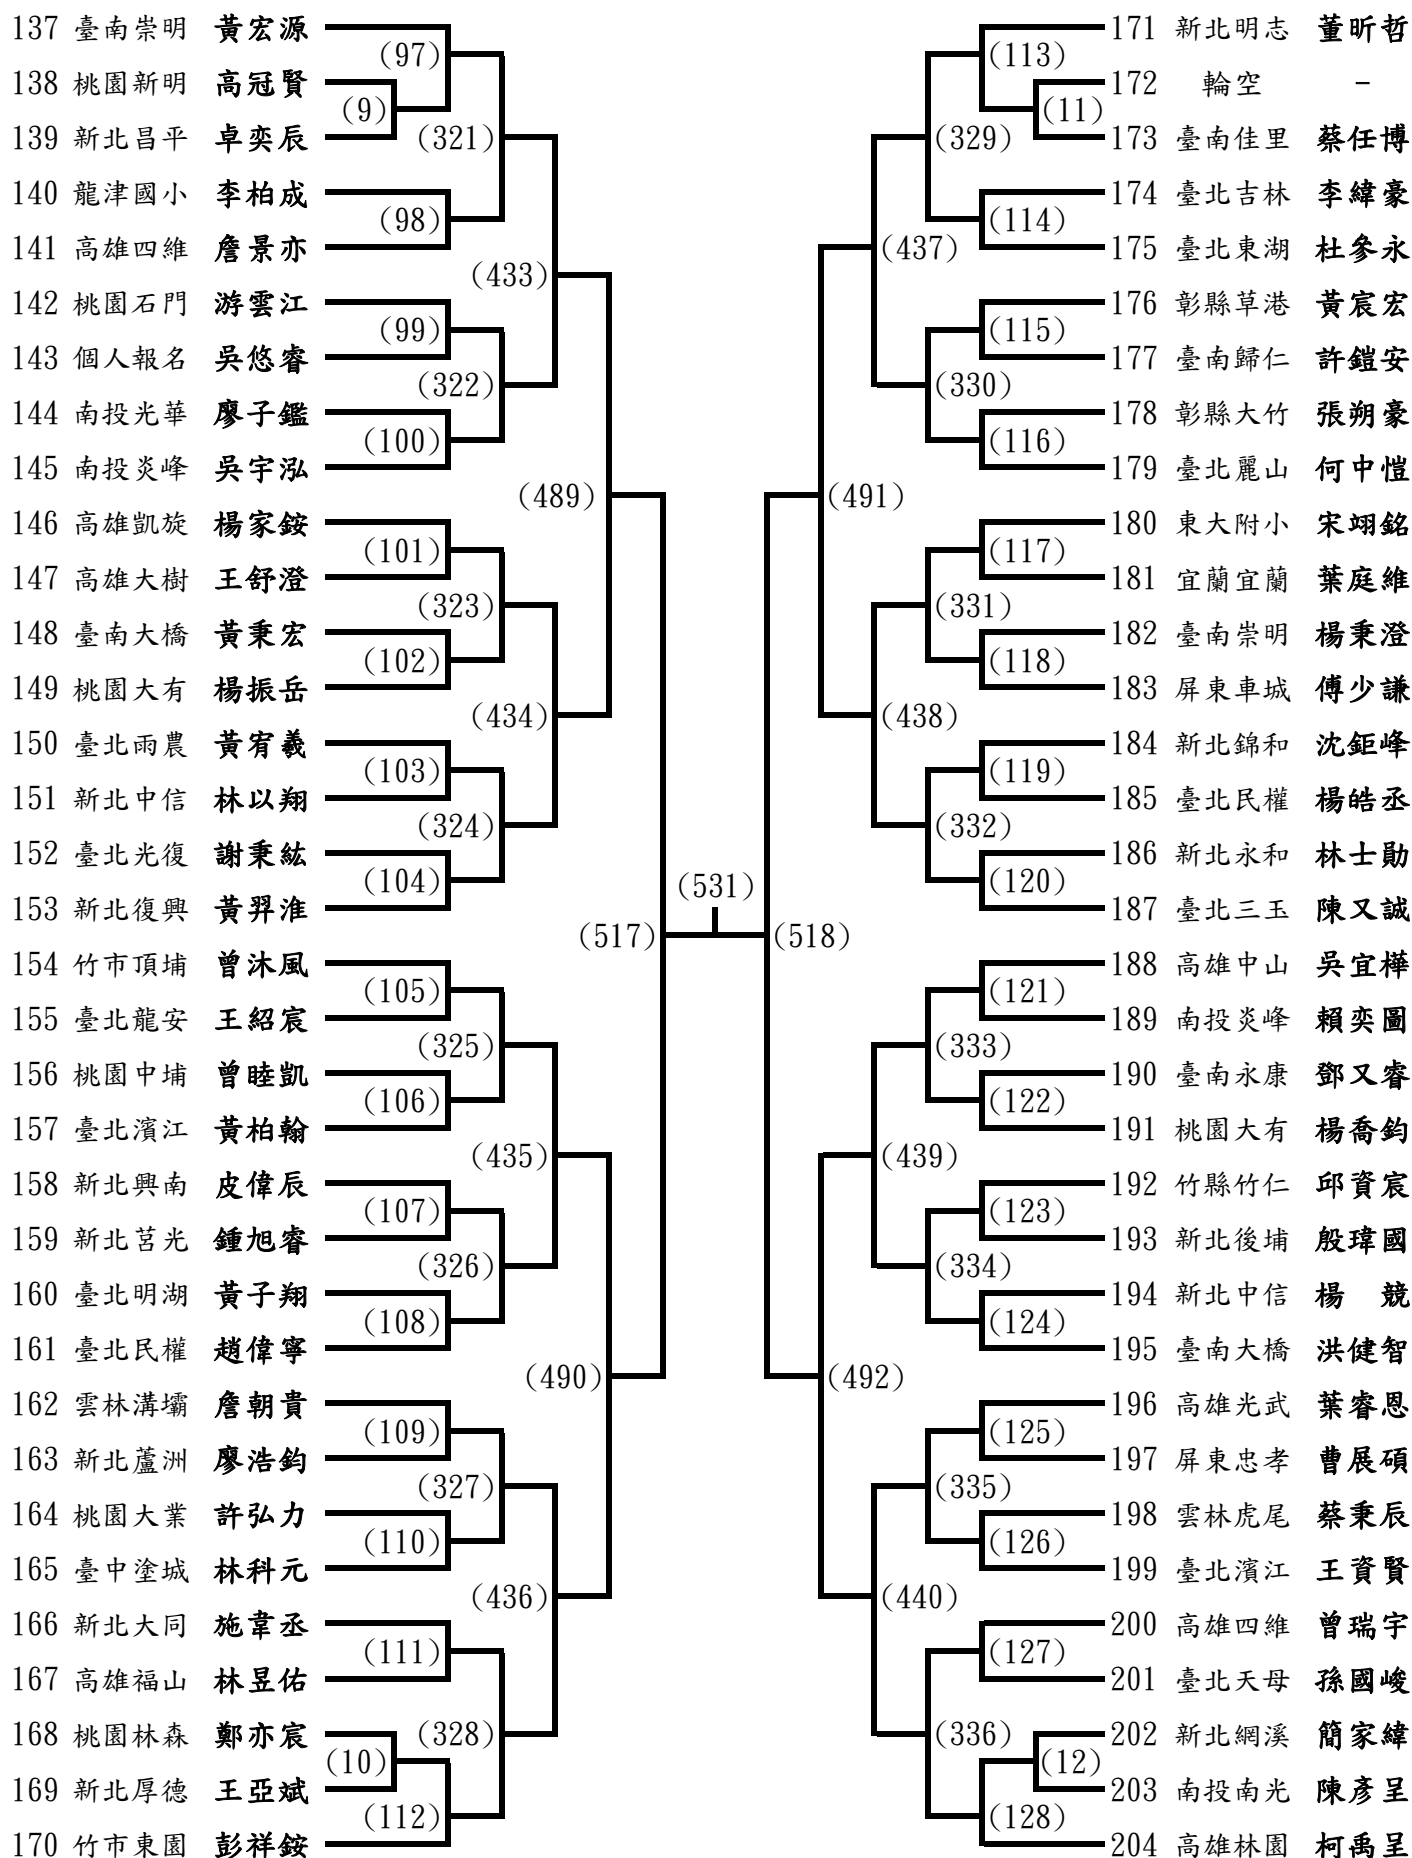 137 臺南崇明 黃宏源
138 桃園新明 高冠賢
139 新北昌平 卓奕辰
140 龍津國小 李柏成
141 高雄四維 詹景亦
142 桃園石門 游雲江
143 個人報名 吳悠睿
144 南投光華 廖子鑑
145 南投炎峰 吳宇泓
146 高雄凱旋 楊家銨
147 高雄大樹 王舒澄
148 臺南大橋 黃秉宏
149 桃園大有 楊振岳
150 臺北雨農 黃宥羲
151 新北中信 林以翔
152 臺北光復 謝秉紘
153 新北復興 黃羿淮
154 竹市頂埔 曾沐風
155 臺北龍安 王紹宸
156 桃園中埔 曾睦凱
157 臺北濱江 黃柏翰
158 新北興南 皮偉辰
159 新北莒光 鍾旭睿
160 臺北明湖 黃子翔
161 臺北民權 趙偉寧
162 雲林溝壩 詹朝貴
163 新北蘆洲 廖浩鈞
164 桃園大業 許弘力
165 臺中塗城 林科元
166 新北大同 施韋丞
167 高雄福山 林昱佑
168 桃園林森 鄭亦宸
169 新北厚德 王亞斌
170 竹市東園 彭祥銨
(9)
(10)
(97)
(98)
(99)
(100)
(101)
(102)
(103)
(104)
(105)
(106)
(107)
(108)
(109)
(110)
(111)
(112)
(321)
(322)
(323)
(324)
(325)
(326)
(327)
(328)
(433)
(434)
(435)
(436)
(489)
(490)
(517)
(531)
(518)
(491)
(492)
(437)
(438)
(439)
(440)
(329)
(330)
(331)
(332)
(333)
(334)
(335)
(336)
(113)
(114)
(115)
(116)
(117)
(118)
(119)
(120)
(121)
(122)
(123)
(124)
(125)
(126)
(127)
(128)
(11)
(12)
171 新北明志 董昕哲
172 輪空 -
173 臺南佳里 蔡任博
174 臺北吉林 李緯豪
175 臺北東湖 杜參永
176 彰縣草港 黃宸宏
177 臺南歸仁 許鎧安
178 彰縣大竹 張朔豪
179 臺北麗山 何中愷
180 東大附小 宋翊銘
181 宜蘭宜蘭 葉庭維
182 臺南崇明 楊秉澄
183 屏東車城 傅少謙
184 新北錦和 沈鉅峰
185 臺北民權 楊皓丞
186 新北永和 林士勛
187 臺北三玉 陳又誠
188 高雄中山 吳宜樺
189 南投炎峰 賴奕圖
190 臺南永康 鄧又睿
191 桃園大有 楊喬鈞
192 竹縣竹仁 邱資宸
193 新北後埔 殷瑋國
194 新北中信 楊　競
195 臺南大橋 洪健智
196 高雄光武 葉睿恩
197 屏東忠孝 曹展碩
198 雲林虎尾 蔡秉辰
199 臺北濱江 王資賢
200 高雄四維 曾瑞宇
201 臺北天母 孫國峻
202 新北網溪 簡家緯
203 南投南光 陳彥呈
204 高雄林園 柯禹呈